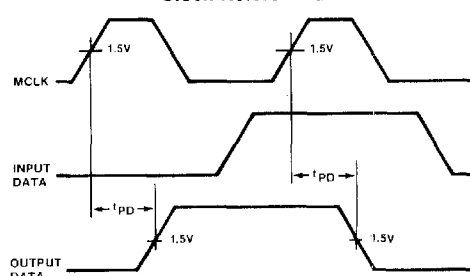 1.5V
1.5V
MCLK
INPUT
DATA
tPD
tPD
1.5V
1.5V
OUTPUT
DATA